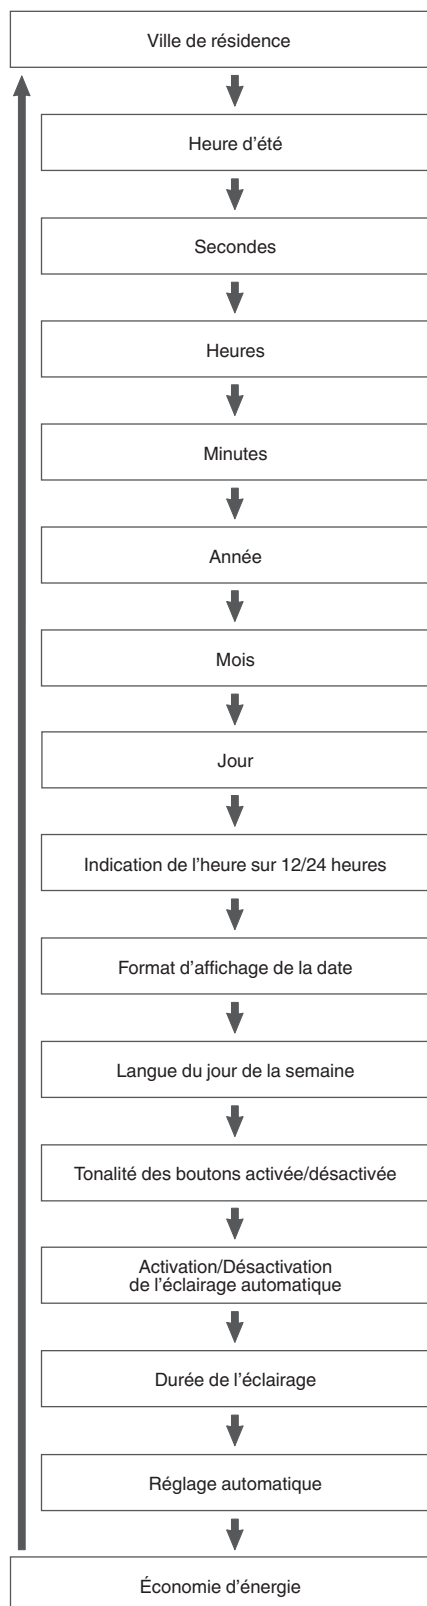 Ville de résidence
Heure d’été
Secondes
Heures
Minutes
Année
Mois
Jour
Indication de l’heure sur 12/24 heures
Format d’affichage de la date
Langue du jour de la semaine
Tonalité des boutons activée/désactivée
Activation/Désactivation
de l’éclairage automatique
Durée de l’éclairage
Réglage automatique
Économie d’énergie